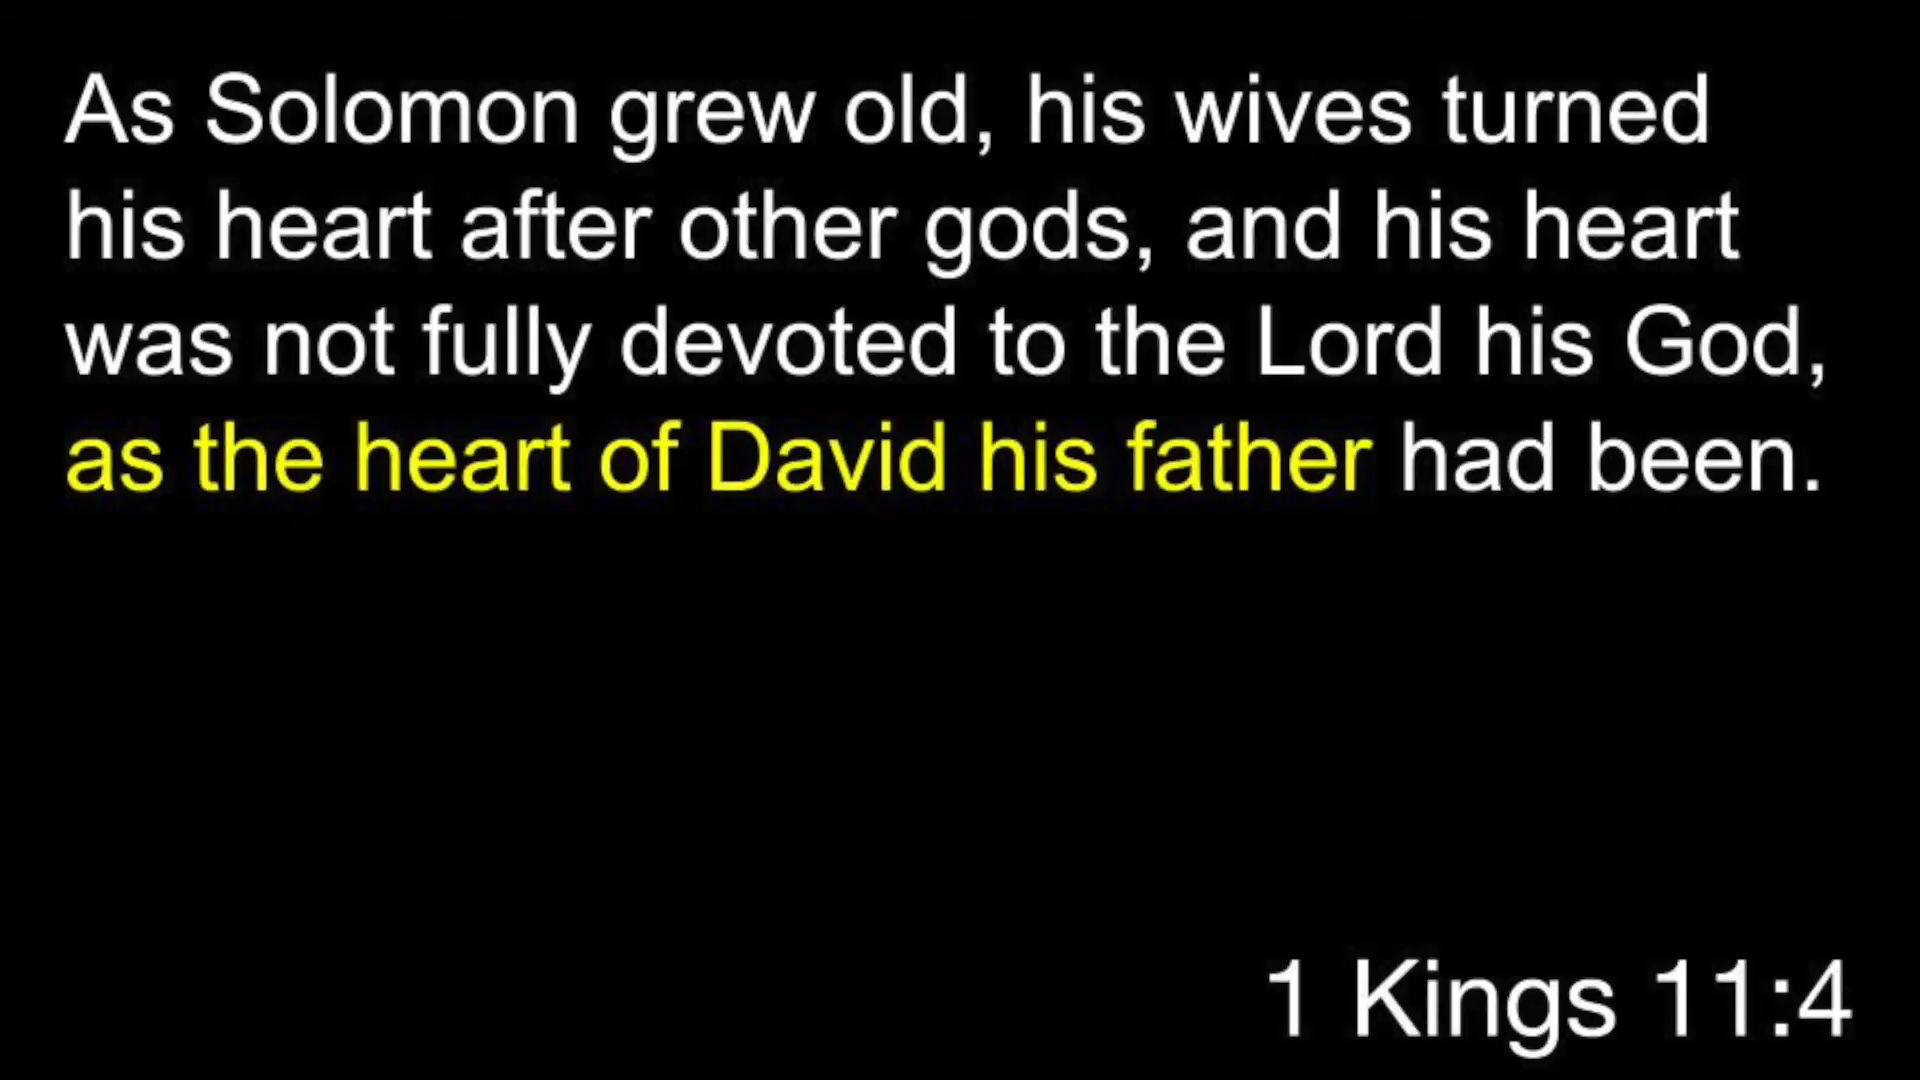 As Solomon grew old, his wives turned
his heart after other gods, and his heart
was not fully devoted to the Lord his God,
as the heart of David his father had been.
1 Kings 11:4